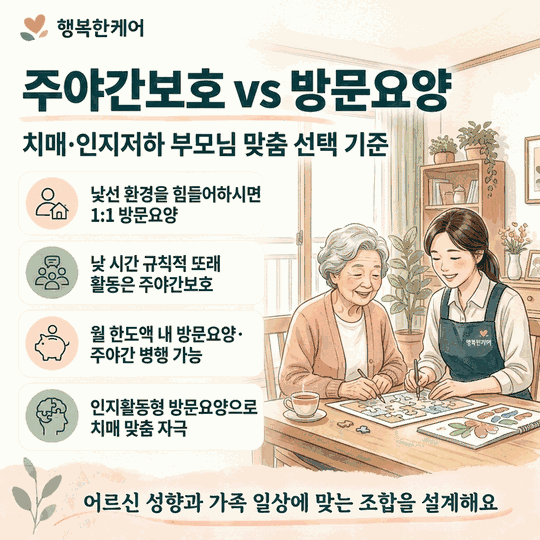 행복한케어
주야간보호 vs 방문요양
치매·인지저하 부모님 맞춤 선택 기준
낯선 환경을 힘들어하시면
1:1 방문요양
낮 시간 규칙적 또래
활동은 주야간보호
월 한도액 내 방문요양·
주야간 병행 가능
인지활동형 방문요양으로
치매 맞춤 자극
행복한케어
어르신 성향과 가족 일상에 맞는 조합을 설계해요